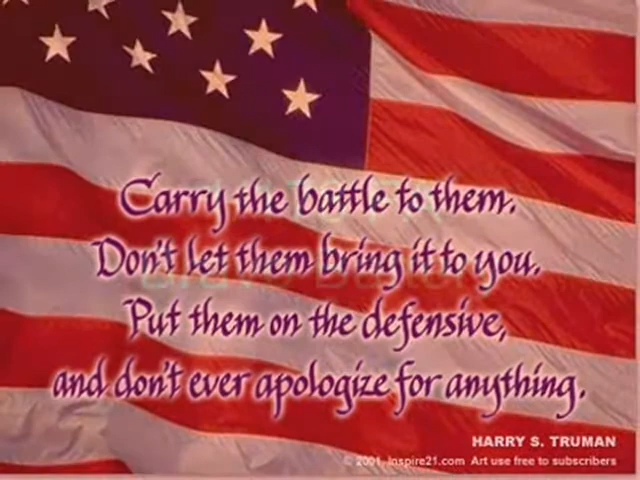 Carry the battle to them.
Don't let them bring it to you.
Put them on the defensive,
and don't ever apologize for anything.
HARRY S. TRUMAN
© 2001, Inspire21.com Art use free to subscribers